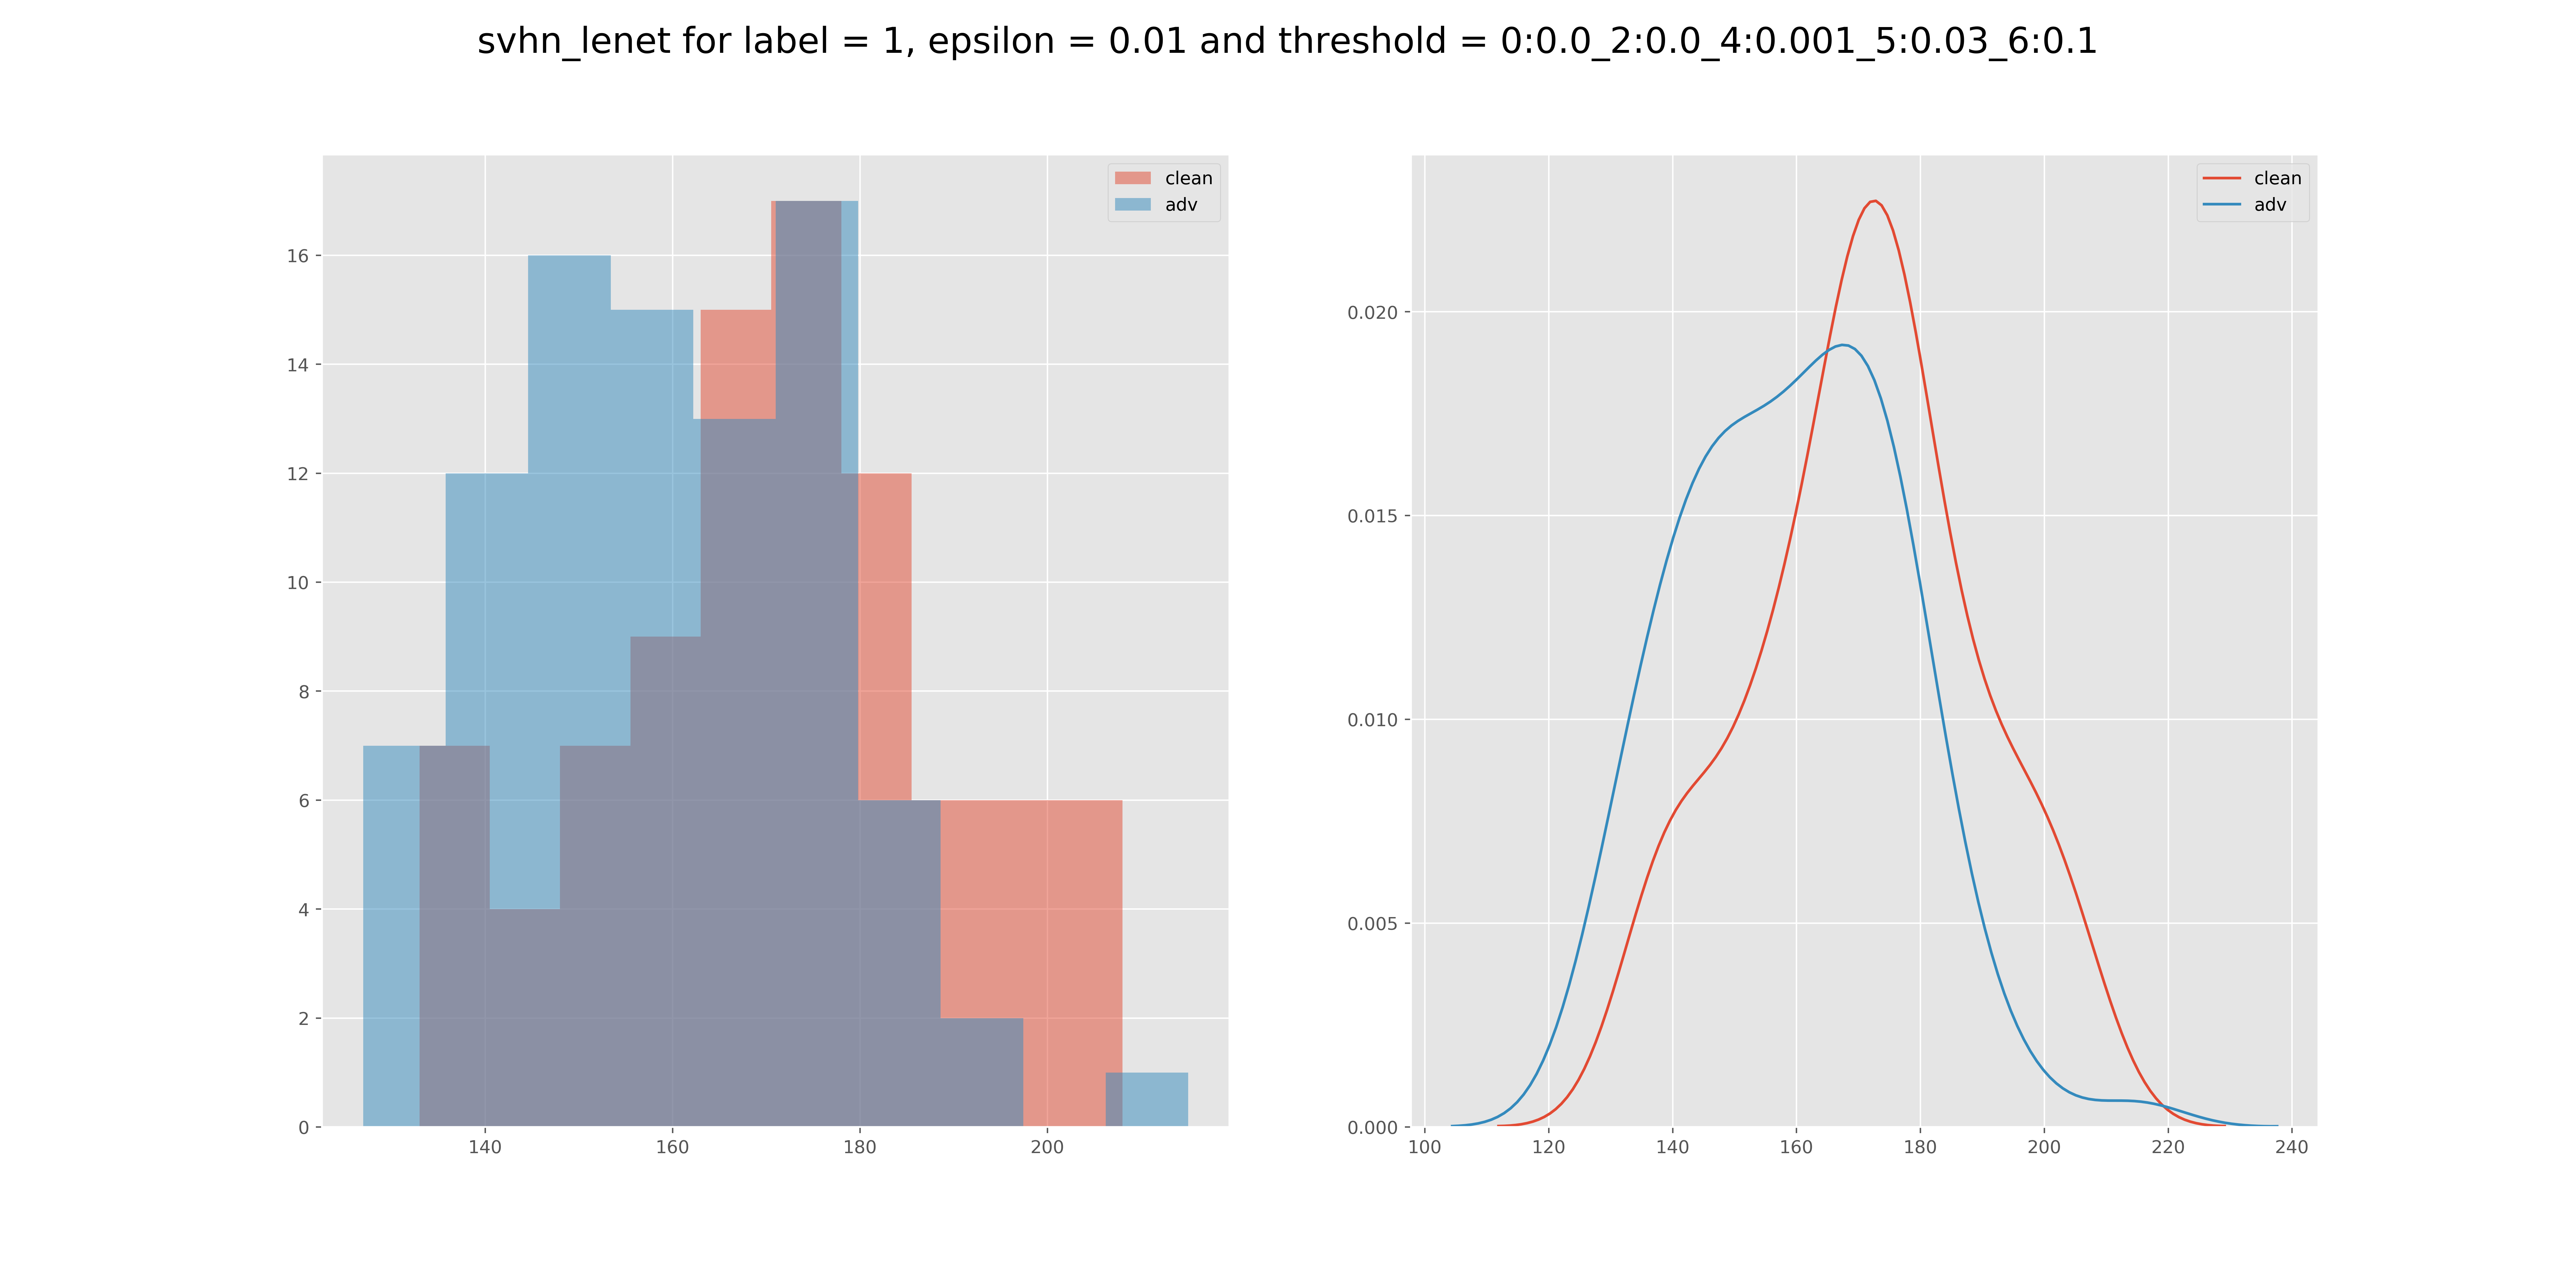 svhn_lenet for label = 1, epsilon = 0.01 and threshold = 0:0.0_2:0.0_4:0.001_5:0.03_6:0.1
clean
adv
16
14
12
10
8
6
4
2
0
140 160 180 200
clean
adv
0.020
0.015
0.010
0.005
0.000
100 120 140 160 180 200 220 240